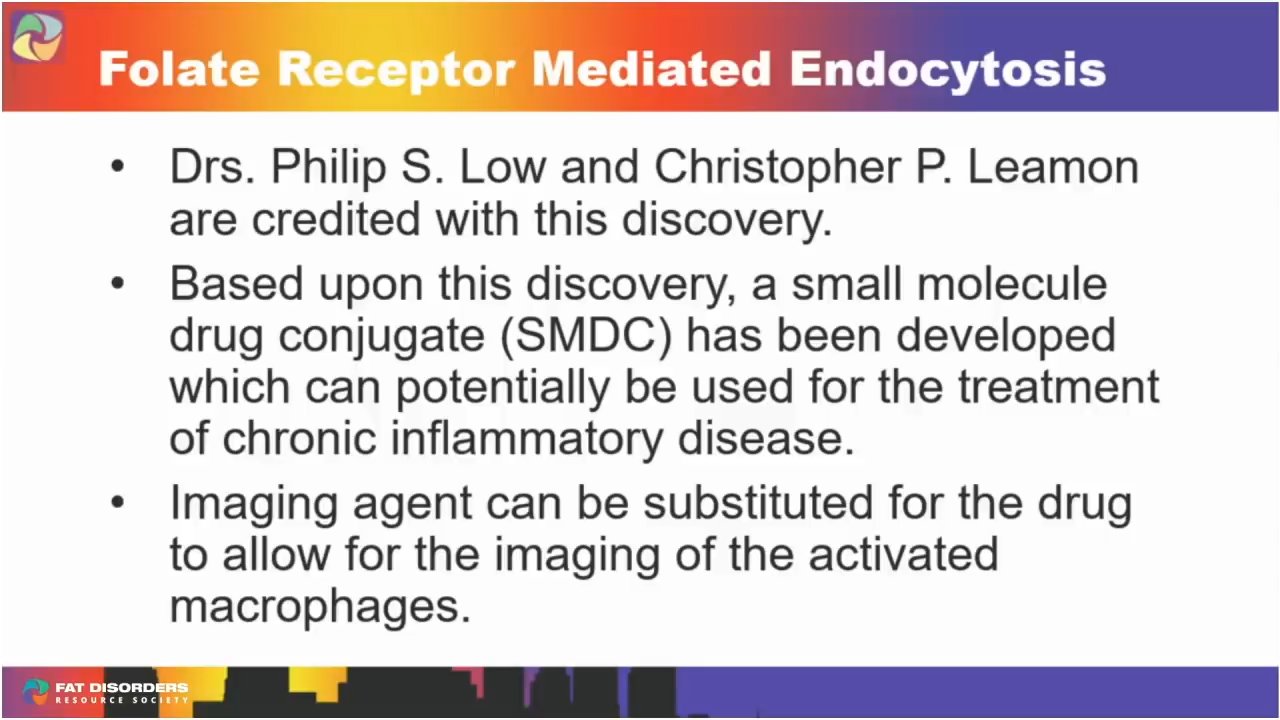 Folate Receptor Mediated Endocytosis
• Drs. Philip S. Low and Christopher P. Leamon
are credited with this discovery.
• Based upon this discovery, a small molecule
drug conjugate (SMDC) has been developed
which can potentially be used for the treatment
of chronic inflammatory disease.
• Imaging agent can be substituted for the drug
to allow for the imaging of the activated
macrophages.
FAT DISORDERS
RESOURCE SOCIETY